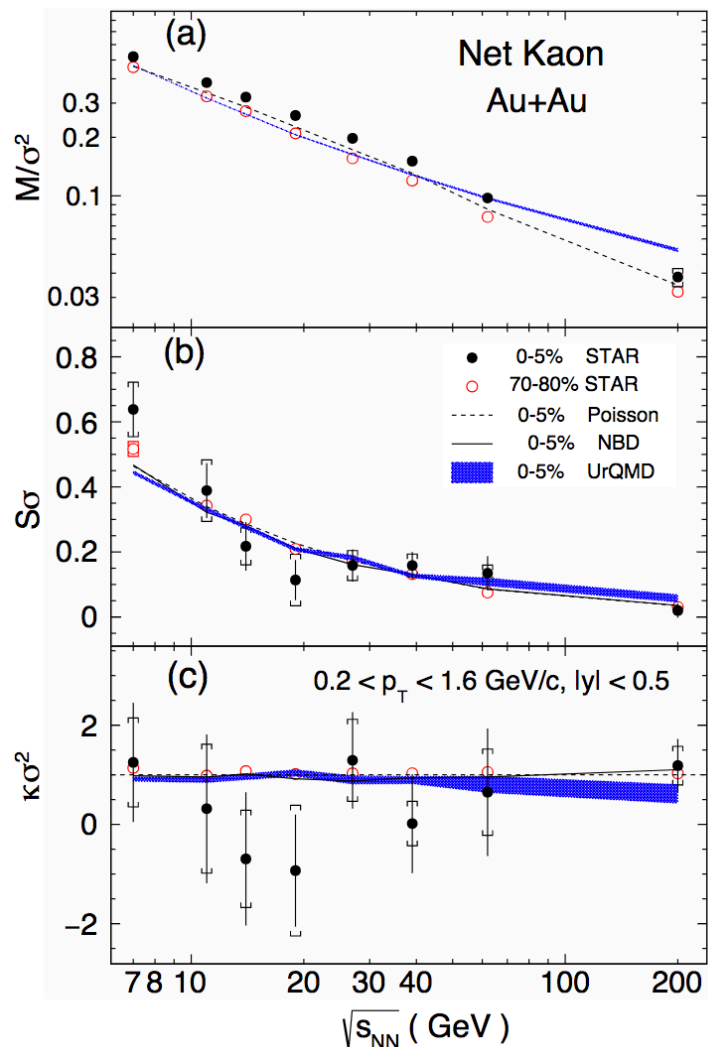 (a)
Net Kaon
Au+Au
M/σ²
0.3
0.2
0.1
0.03
(b)
0-5% STAR
70-80% STAR
0-5% Poisson
0-5% NBD
0-5% UrQMD
Sσ
0.8
0.6
0.4
0.2
0
(c)
0.2 < p_T < 1.6 GeV/c, |y| < 0.5
κσ²
2
0
−2
7 8 10 20 30 40 100 200
√s_NN ( GeV)